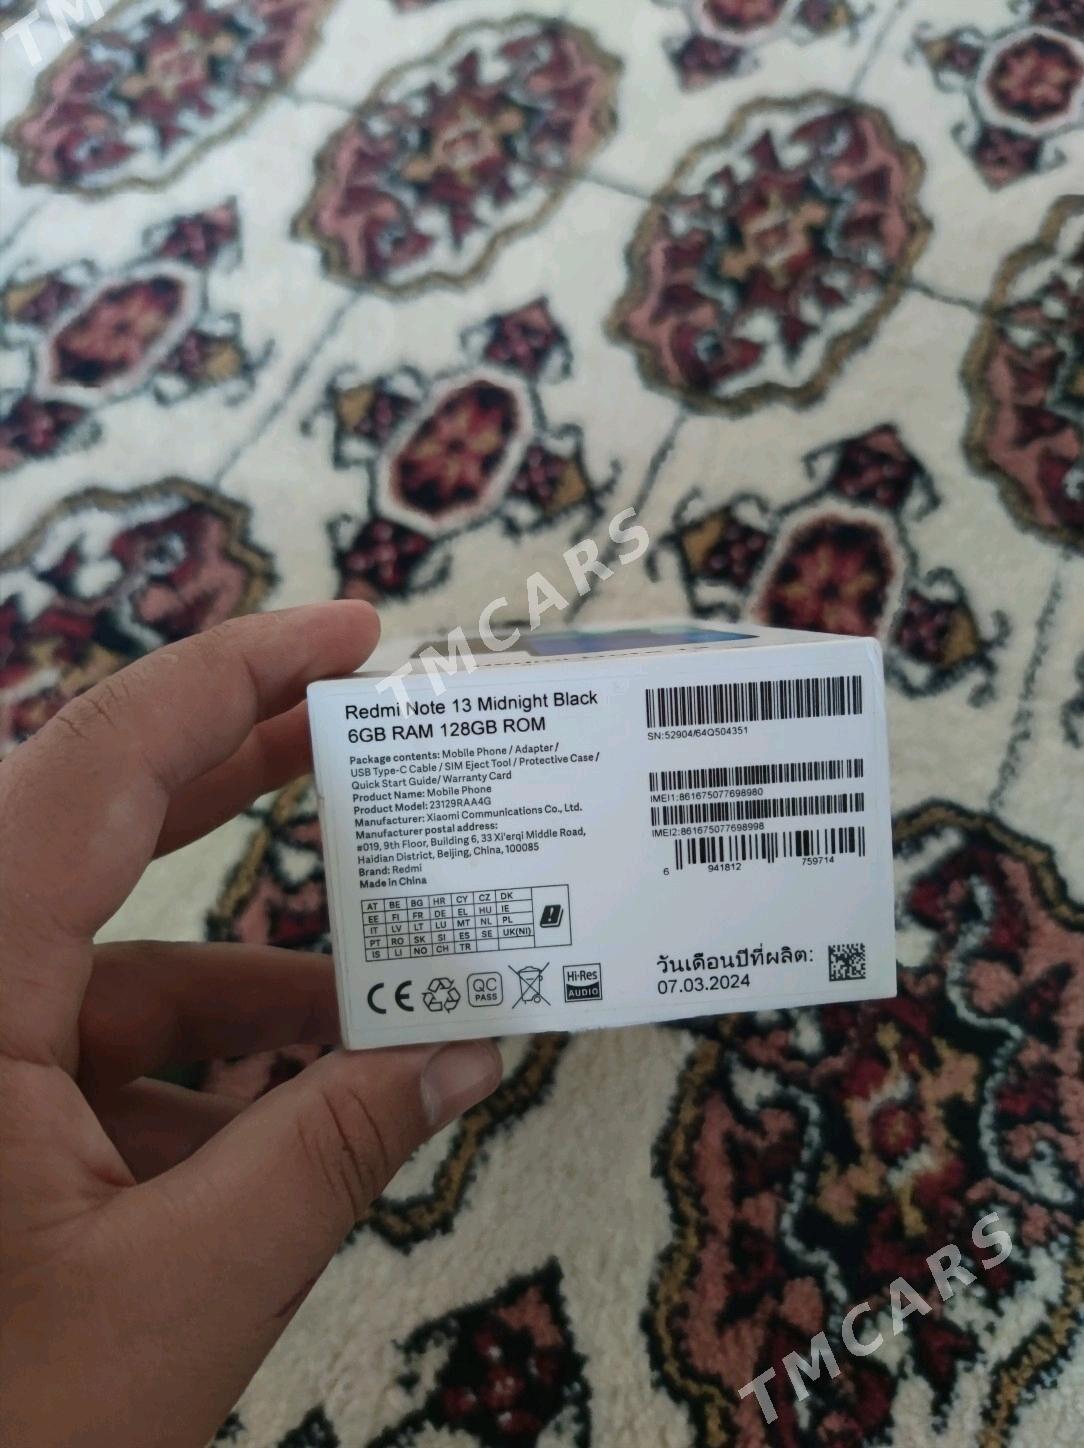 TMCARS
Redmi Note 13 Midnight Black
6GB RAM 128GB ROM
Package contents: Mobile Phone / Adapter /
USB Type-C Cable / SIM Eject Tool / Protective Case /
Quick Start Guide / Warranty Card
Product Name: Mobile Phone
Product Model: 23129RAA4G
Manufacturer: Xiaomi Communications Co., Ltd.
Manufacturer postal address:
#019, 9th Floor, Building 6, 33 Xi'erqi Middle Road,
Haidian District, Beijing, China, 100085
Brand: Redmi
Made in China
AT BE BG HR CY CZ DK
EE FI FR DE EL HU IE
IT LV LT LU MT NL PL
PT RO SK SI ES SE UK(NI)
IS LI NO CH TR
CE
QC
PASS
Hi-Res
AUDIO
SN:52904/64Q504351
IMEI1:861675077698980
IMEI2:861675077698998
6 941812 759714
วันเดือนปีที่ผลิต:
07.03.2024
TMCARS